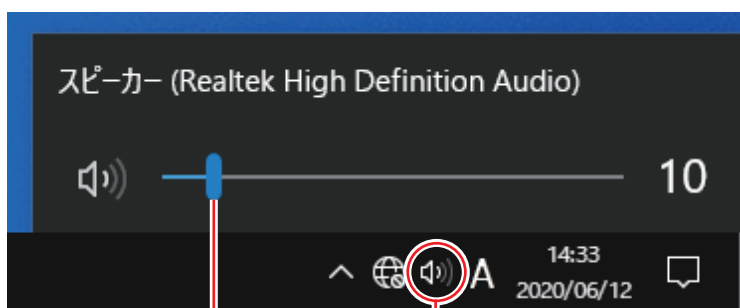 スピーカー (Realtek High Definition Audio)
10
A
14:33
2020/06/12